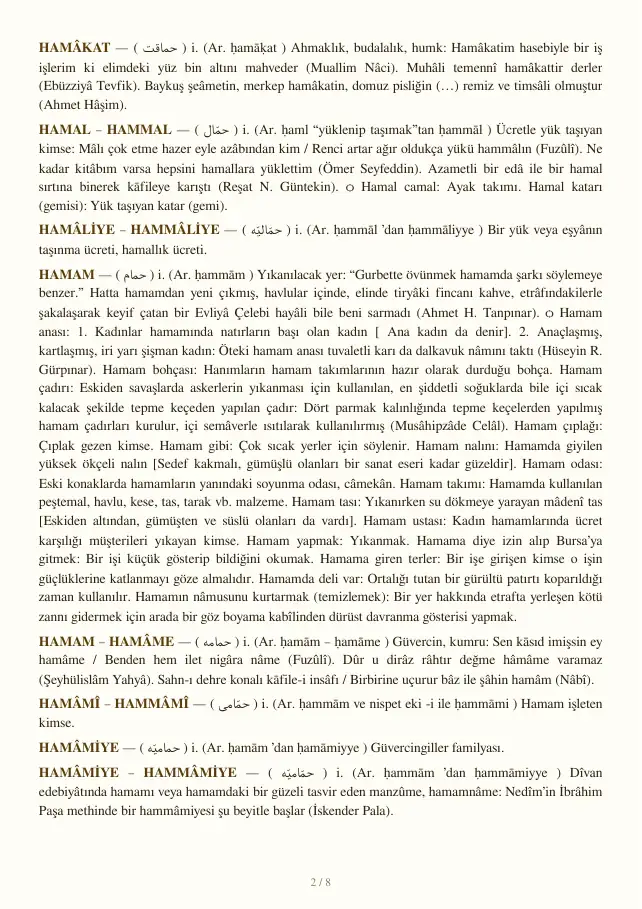 HAMÂKAT — ( حماقت ) i. (Ar. ḥamāḳat ) Ahmaklık, budalalık, humk: Hamâkatim hasebiyle bir iş
işlerim ki elimdeki yüz bin altını mahveder (Muallim Nâci). Muhâli temennî hamâkattir derler
(Ebüzziyâ Tevfik). Baykuş şeâmetin, merkep hamâkatin, domuz pisliğin (…) remiz ve timsâli olmuştur
(Ahmet Hâşim).
HAMAL – HAMMAL — ( حمّال ) i. (Ar. ḥaml “yüklenip taşımak”tan ḥammāl ) Ücretle yük taşıyan
kimse: Mâlı çok etme hazer eyle azâbından kim / Renci artar ağır oldukça yükü hammâlın (Fuzûlî). Ne
kadar kitâbım varsa hepsini hamallara yüklettim (Ömer Seyfeddin). Azametli bir edâ ile bir hamal
sırtına binerek kāfileye karıştı (Reşat N. Güntekin). ѻ Hamal camal: Ayak takımı. Hamal katarı
(gemisi): Yük taşıyan katar (gemi).
HAMÂLİYE – HAMMÂLİYE — ( حمّاليّه ) i. (Ar. ḥammāl ’dan ḥammāliyye ) Bir yük veya eşyânın
taşınma ücreti, hamallık ücreti.
HAMAM — ( حمام ) i. (Ar. ḥammām ) Yıkanılacak yer: “Gurbette övünmek hamamda şarkı söylemeye
benzer.” Hatta hamamdan yeni çıkmış, havlular içinde, elinde tiryâki fincanı kahve, etrâfındakilerle
şakalaşarak keyif çatan bir Evliyâ Çelebi hayâli bile beni sarmadı (Ahmet H. Tanpınar). ѻ Hamam
anası: 1. Kadınlar hamamında natırların başı olan kadın [ Ana kadın da denir]. 2. Anaçlaşmış,
kartlaşmış, iri yarı şişman kadın: Öteki hamam anası tuvaletli karı da dalkavuk nâmını taktı (Hüseyin R.
Gürpınar). Hamam bohçası: Hanımların hamam takımlarının hazır olarak durduğu bohça. Hamam
çadırı: Eskiden savaşlarda askerlerin yıkanması için kullanılan, en şiddetli soğuklarda bile içi sıcak
kalacak şekilde tepme keçeden yapılan çadır: Dört parmak kalınlığında tepme keçelerden yapılmış
hamam çadırları kurulur, içi semâverle ısıtılarak kullanılırmış (Musâhipzâde Celâl). Hamam çıplağı:
Çıplak gezen kimse. Hamam gibi: Çok sıcak yerler için söylenir. Hamam nalını: Hamamda giyilen
yüksek ökçeli nalın [Sedef kakmalı, gümüşlü olanları bir sanat eseri kadar güzeldir]. Hamam odası:
Eski konaklarda hamamların yanındaki soyunma odası, câmekân. Hamam takımı: Hamamda kullanılan
peştemal, havlu, kese, tas, tarak vb. malzeme. Hamam tası: Yıkanırken su dökmeye yarayan mâdenî tas
[Eskiden altından, gümüşten ve süslü olanları da vardı]. Hamam ustası: Kadın hamamlarında ücret
karşılığı müşterileri yıkayan kimse. Hamam yapmak: Yıkanmak. Hamama diye izin alıp Bursa’ya
gitmek: Bir işi küçük gösterip bildiğini okumak. Hamama giren terler: Bir işe girişen kimse o işin
güçlüklerine katlanmayı göze almalıdır. Hamamda deli var: Ortalığı tutan bir gürültü patırtı koparıldığı
zaman kullanılır. Hamamın nâmusunu kurtarmak (temizlemek): Bir yer hakkında etrafta yerleşen kötü
zannı gidermek için arada bir göz boyama kabîlinden dürüst davranma gösterisi yapmak.
HAMAM – HAMÂME — ( حمامه ) i. (Ar. ḥamām – ḥamāme ) Güvercin, kumru: Sen kāsıd imişsin ey
hamâme / Benden hem ilet nigâra nâme (Fuzûlî). Dûr u dirâz râhtır değme hâmâme varamaz
(Şeyhülislâm Yahyâ). Sahn-ı dehre konalı kāfile-i insâfı / Birbirine uçurur bâz ile şâhin hamâm (Nâbî).
HAMÂMÎ – HAMMÂMÎ — ( حمّامى ) i. (Ar. ḥammām ve nispet eki -і ile ḥammāmі ) Hamam işleten
kimse.
HAMÂMİYE — ( حماميّه ) i. (Ar. ḥamām ’dan ḥamāmiyye ) Güvercingiller familyası.
HAMÂMİYE – HAMMÂMİYE — ( حمّاميّه ) i. (Ar. ḥammām ’dan ḥammāmiyye ) Dîvan
edebiyâtında hamamı veya hamamdaki bir güzeli tasvir eden manzûme, hamamnâme: Nedîm’in İbrâhim
Paşa methinde bir hammâmiyesi şu beyitle başlar (İskender Pala).
2 / 8